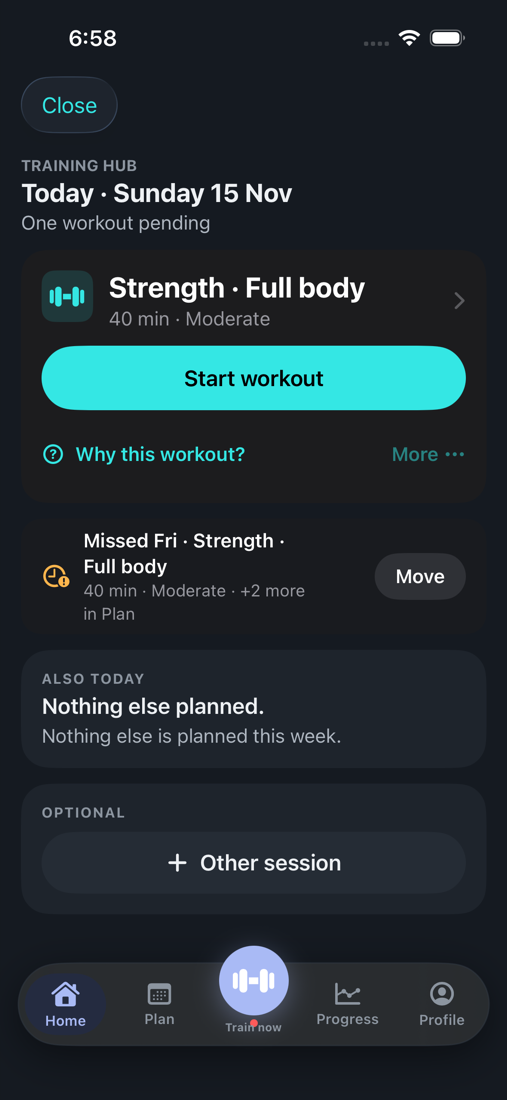 6:58
Close
TRAINING HUB
Today · Sunday 15 Nov
One workout pending
Strength · Full body
40 min · Moderate
Start workout
Why this workout?
More ···
Missed Fri · Strength ·
Full body
40 min · Moderate · +2 more
in Plan
Move
ALSO TODAY
Nothing else planned.
Nothing else is planned this week.
OPTIONAL
+ Other session
Home
Plan
Train now
Progress
Profile